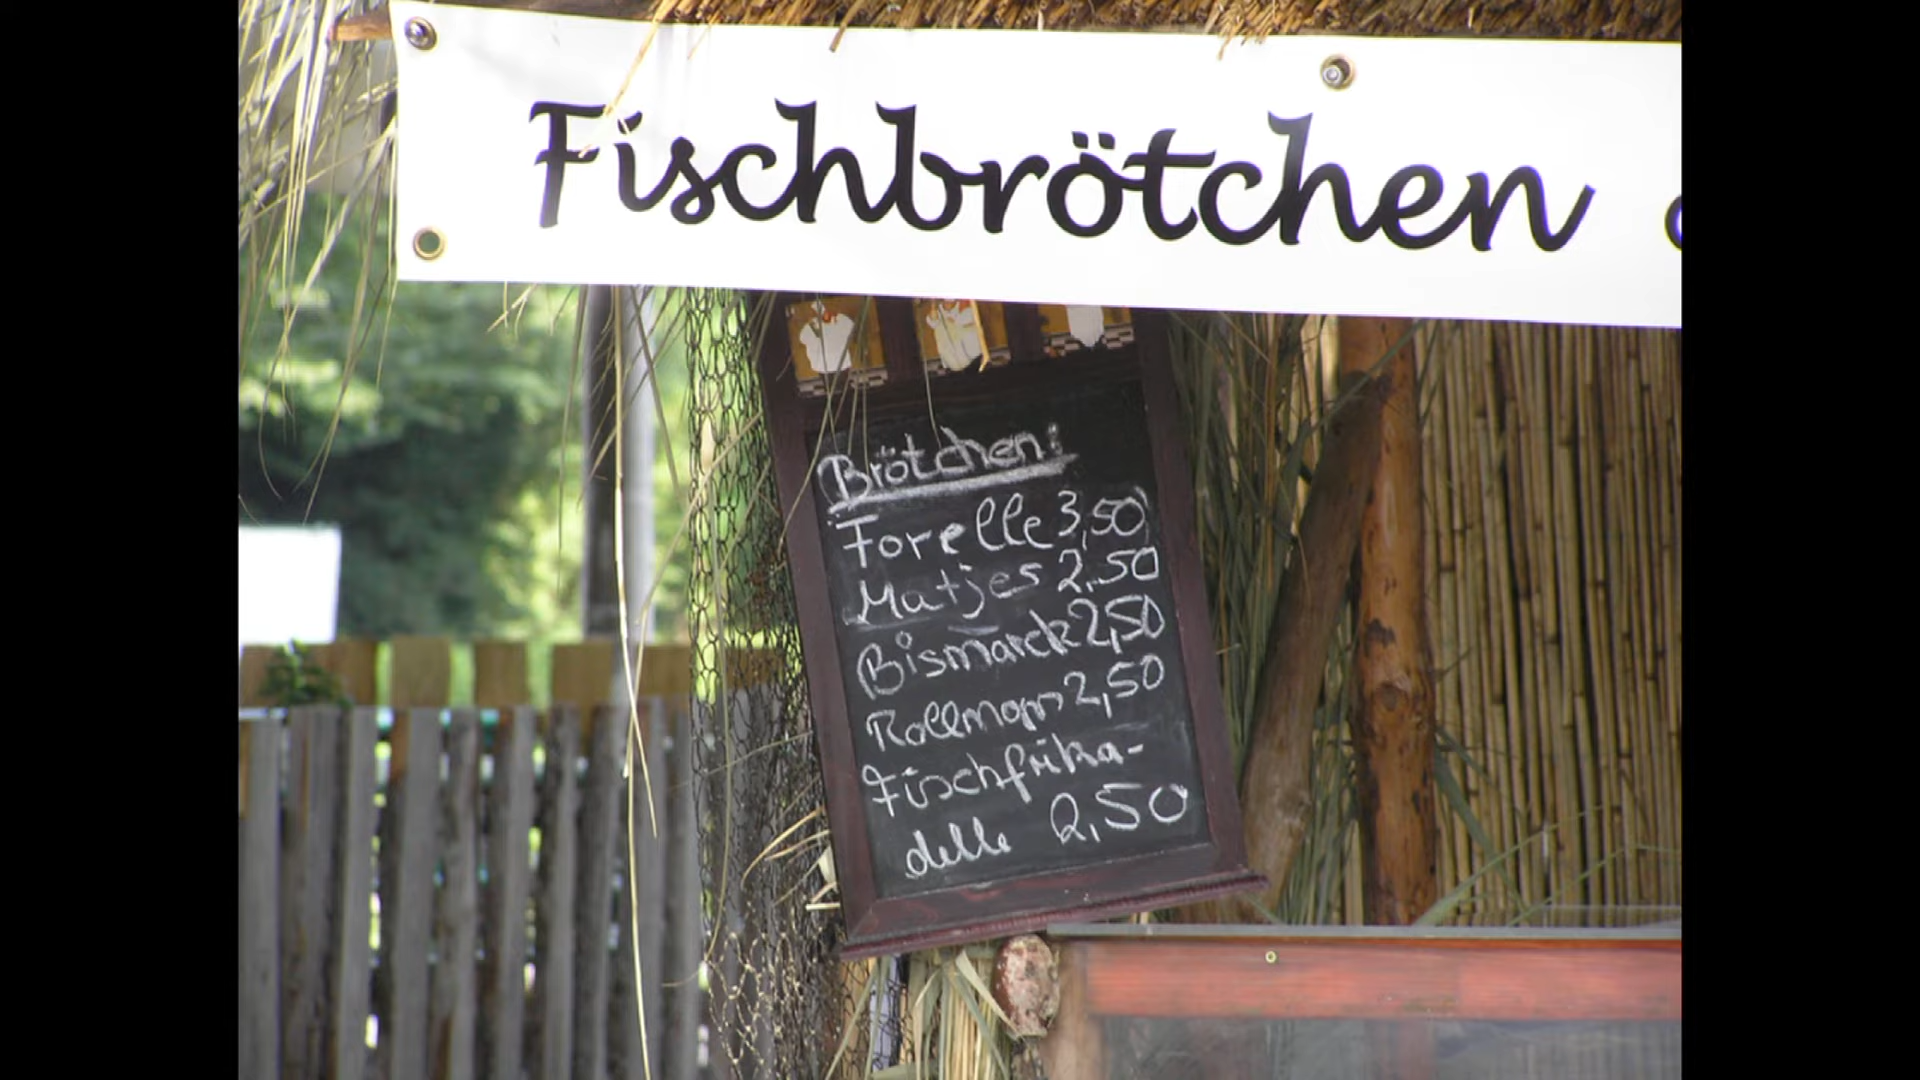 Fischbrötchen
Brötchen:
Forelle 3,50
Matjes 2,50
Bismarck 2,50
Rollmops 2,50
Fischfrika-
delle 2,50